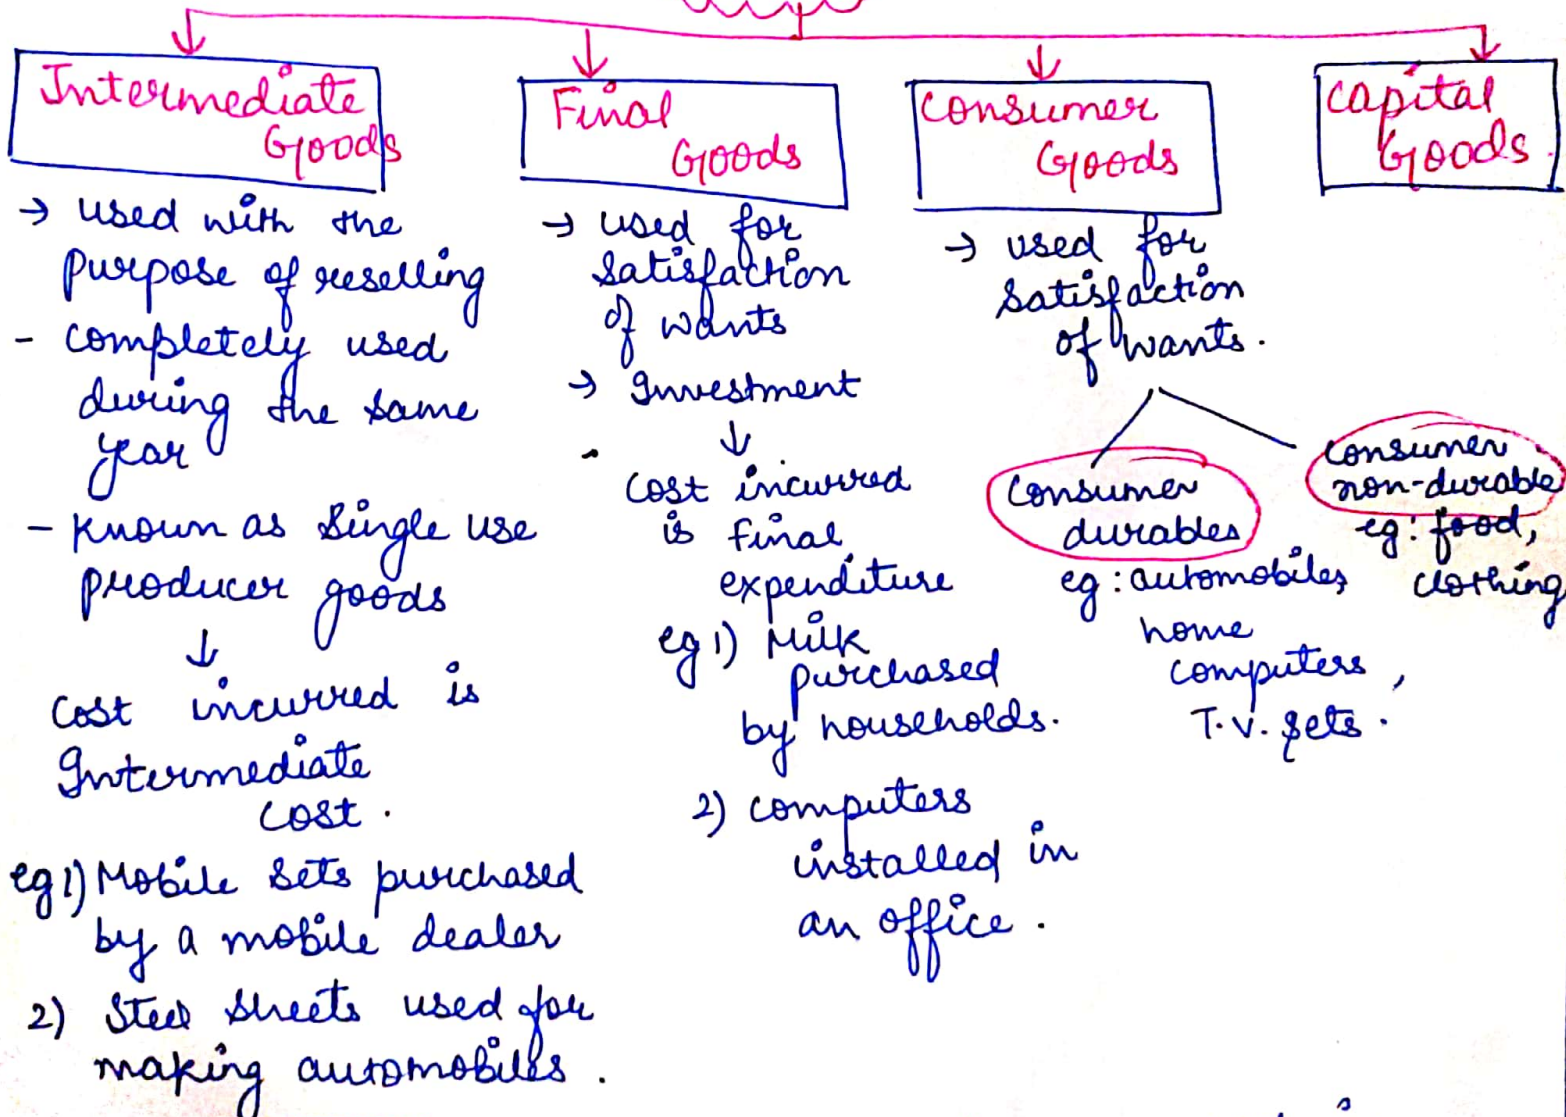 Intermediate
Goods
→ used with the
purpose of reselling
- completely used
during the same
year
- known as single use
producer goods
↓
Cost incurred is
Intermediate
cost.
eg 1) Mobile sets purchased
by a mobile dealer
2) Steel sheets used for
making automobiles.
Final
Goods
→ used for
satisfaction
of wants
→ Investment
↓
Cost incurred
is final
expenditure
eg 1) Milk
purchased
by households.
2) computers
installed in
an office.
Consumer
Goods
→ used for
satisfaction
of wants.
Consumer
durables
eg: automobiles,
home
computers,
T.V. sets.
Consumer
non-durable
eg: food,
clothing
Capital
Goods.